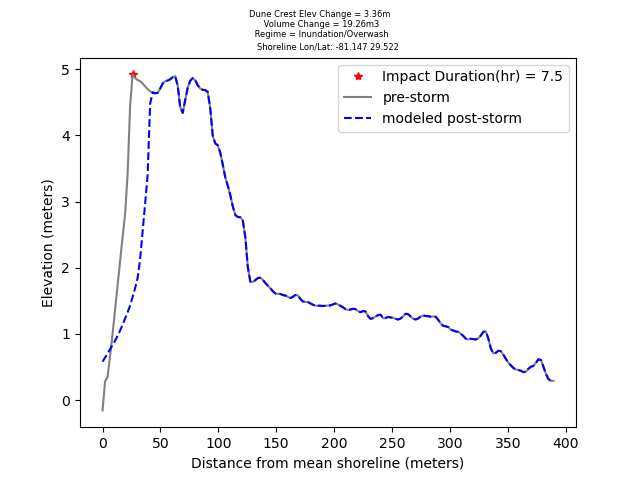 Dune Crest Elev Change = 3.36m
Volume Change = 19.26m3
Regime = Inundation/Overwash
Shoreline Lon/Lat: -81.147 29.522
Impact Duration(hr) = 7.5
pre-storm
modeled post-storm
5
4
3
2
1
0
Elevation (meters)
0 50 100 150 200 250 300 350 400
Distance from mean shoreline (meters)